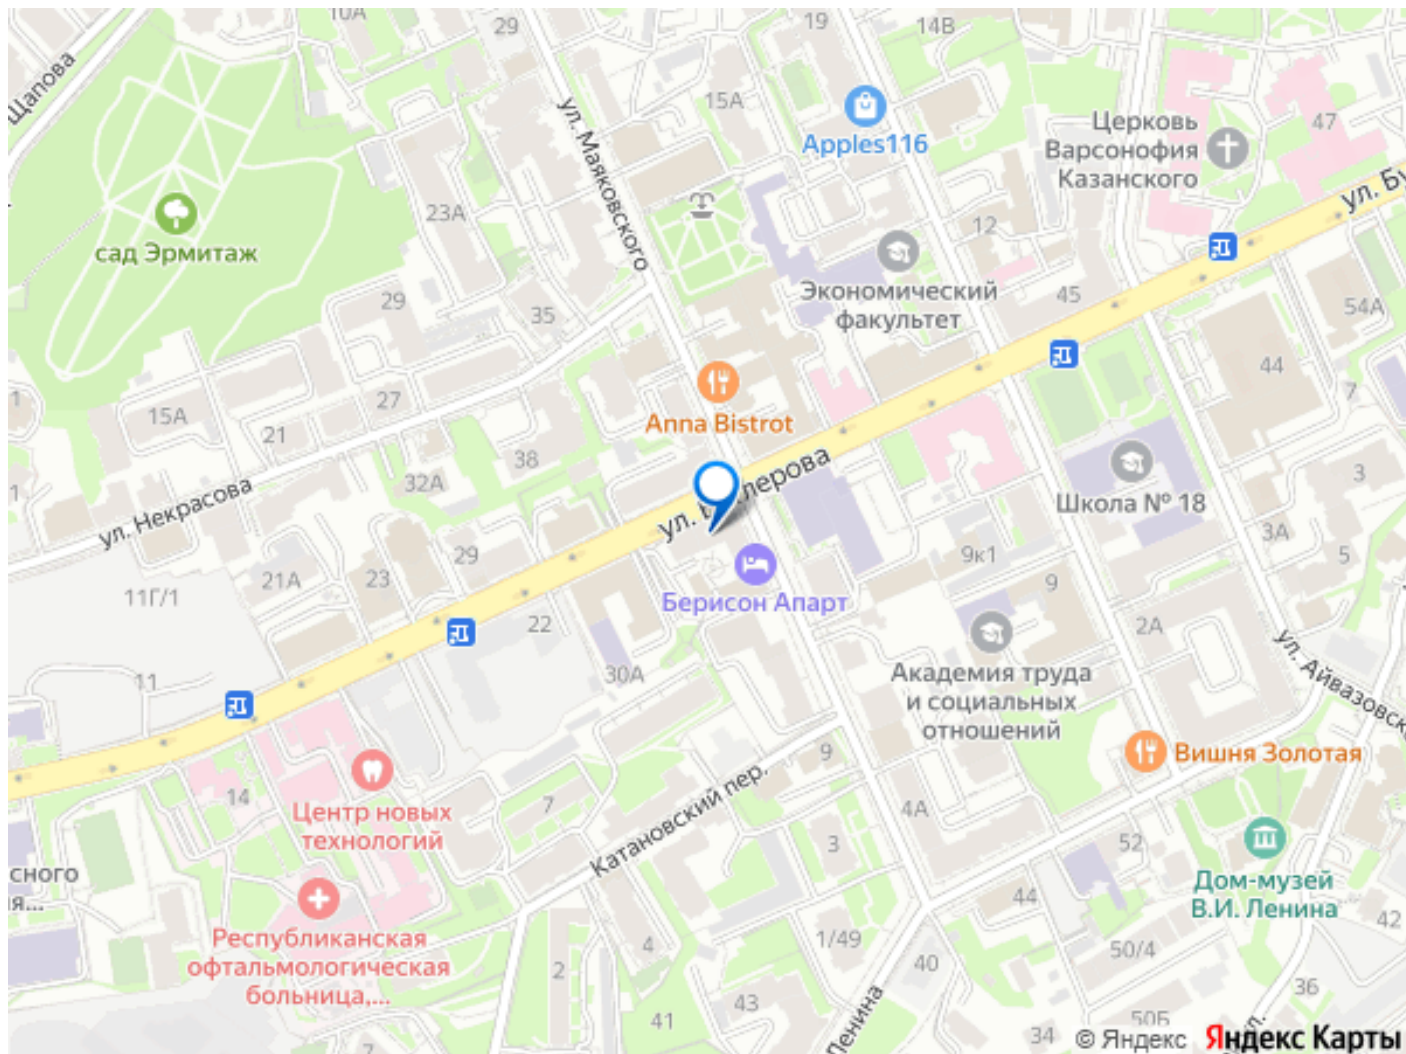 10А
29
19
14В
Щапова
15А
Apples116
Церковь
Варсонофия
Казанского
47
ул. Маяковского
ул. Бу
23А
12
сад Эрмитаж
Экономический
факультет
45
29
35
54А
44
7
1
15А
27
21
Anna Bistrot
38
32А
Школа № 18
3
1
ул. Некрасова
3А
5
29
9к1
9
21А
23
11Г/1
Берисон Апарт
22
2А
30А
11
Академия труда
и социальных
отношений
ул. Айвазовск
Вишня Золотая
9
14
Центр новых
технологий
7
Катановский пер.
4А
3
52
Дом-музей
В.И. Ленина
сного
44
42
Республиканская
офтальмологическая
больница,...
4
1/49
50/4
40
2
36
43
41
Ленина
34
50Б
ул.
7
© Яндекс Яндекс Карты